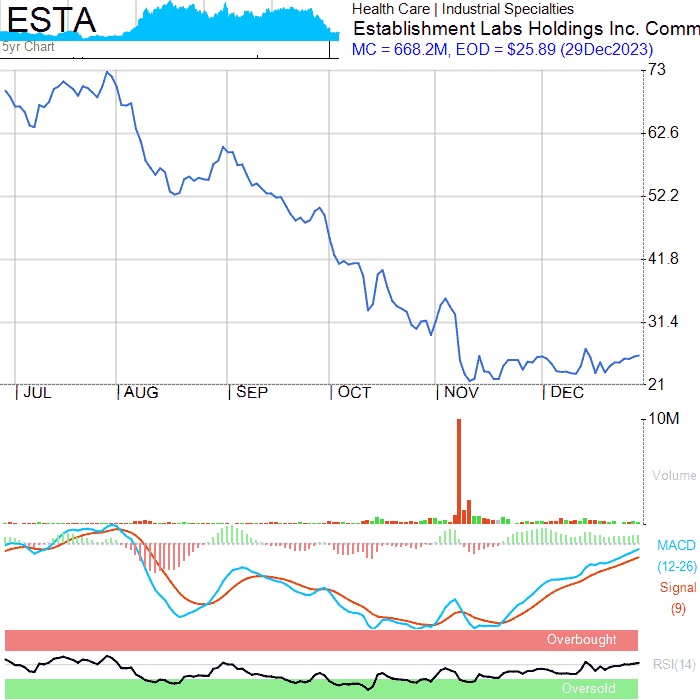 ESTA
5yr Chart
Health Care | Industrial Specialties
Establishment Labs Holdings Inc. Comm
MC = 668.2M, EOD = $25.89 (29Dec2023)
73
62.6
52.2
41.8
31.4
21
JUL
AUG
SEP
OCT
NOV
DEC
10M
Volume
MACD
(12-26)
Signal
(9)
Overbought
RSI(14)
Oversold